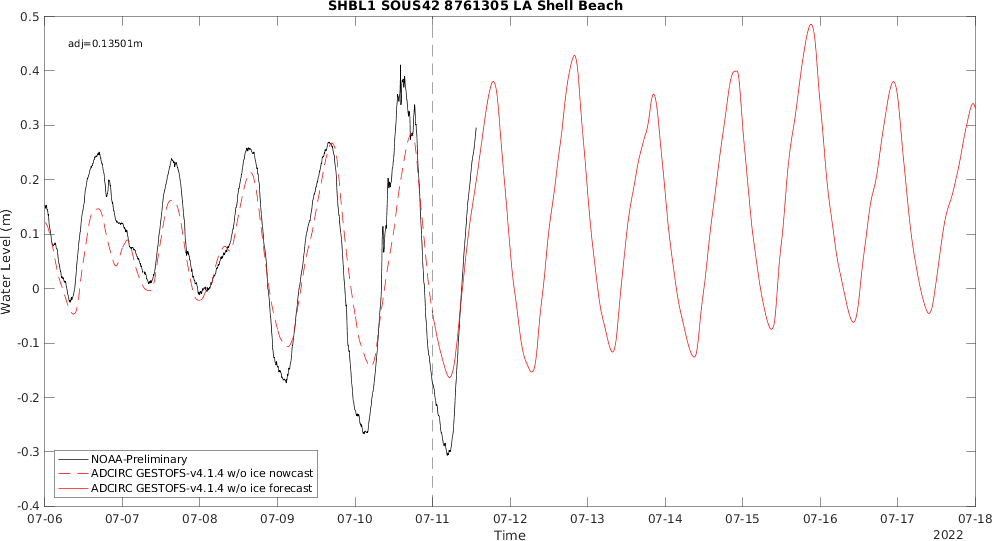 SHBL1 SOUS42 8761305 LA Shell Beach
adj=0.13501m
0.5
0.4
0.3
0.2
0.1
0
-0.1
-0.2
-0.3
-0.4
Water Level (m)
NOAA-Preliminary
ADCIRC GESTOFS-v4.1.4 w/o ice nowcast
ADCIRC GESTOFS-v4.1.4 w/o ice forecast
07-06 07-07 07-08 07-09 07-10 07-11 07-12 07-13 07-14 07-15 07-16 07-17 07-18
Time
2022